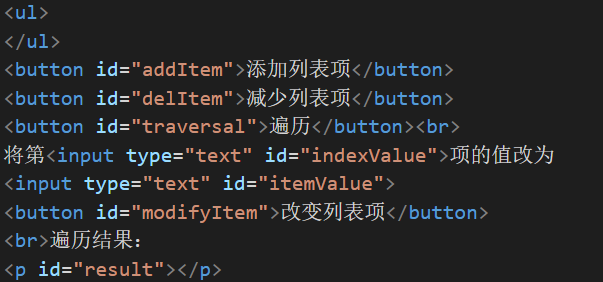 <ul>
</ul>
<button id="addItem">添加列表项</button>
<button id="delItem">减少列表项</button>
<button id="traversal">遍历</button><br>
将第<input type="text" id="indexValue">项的值改为
<input type="text" id="itemValue">
<button id="modifyItem">改变列表项</button>
<br>遍历结果：
<p id="result"></p>